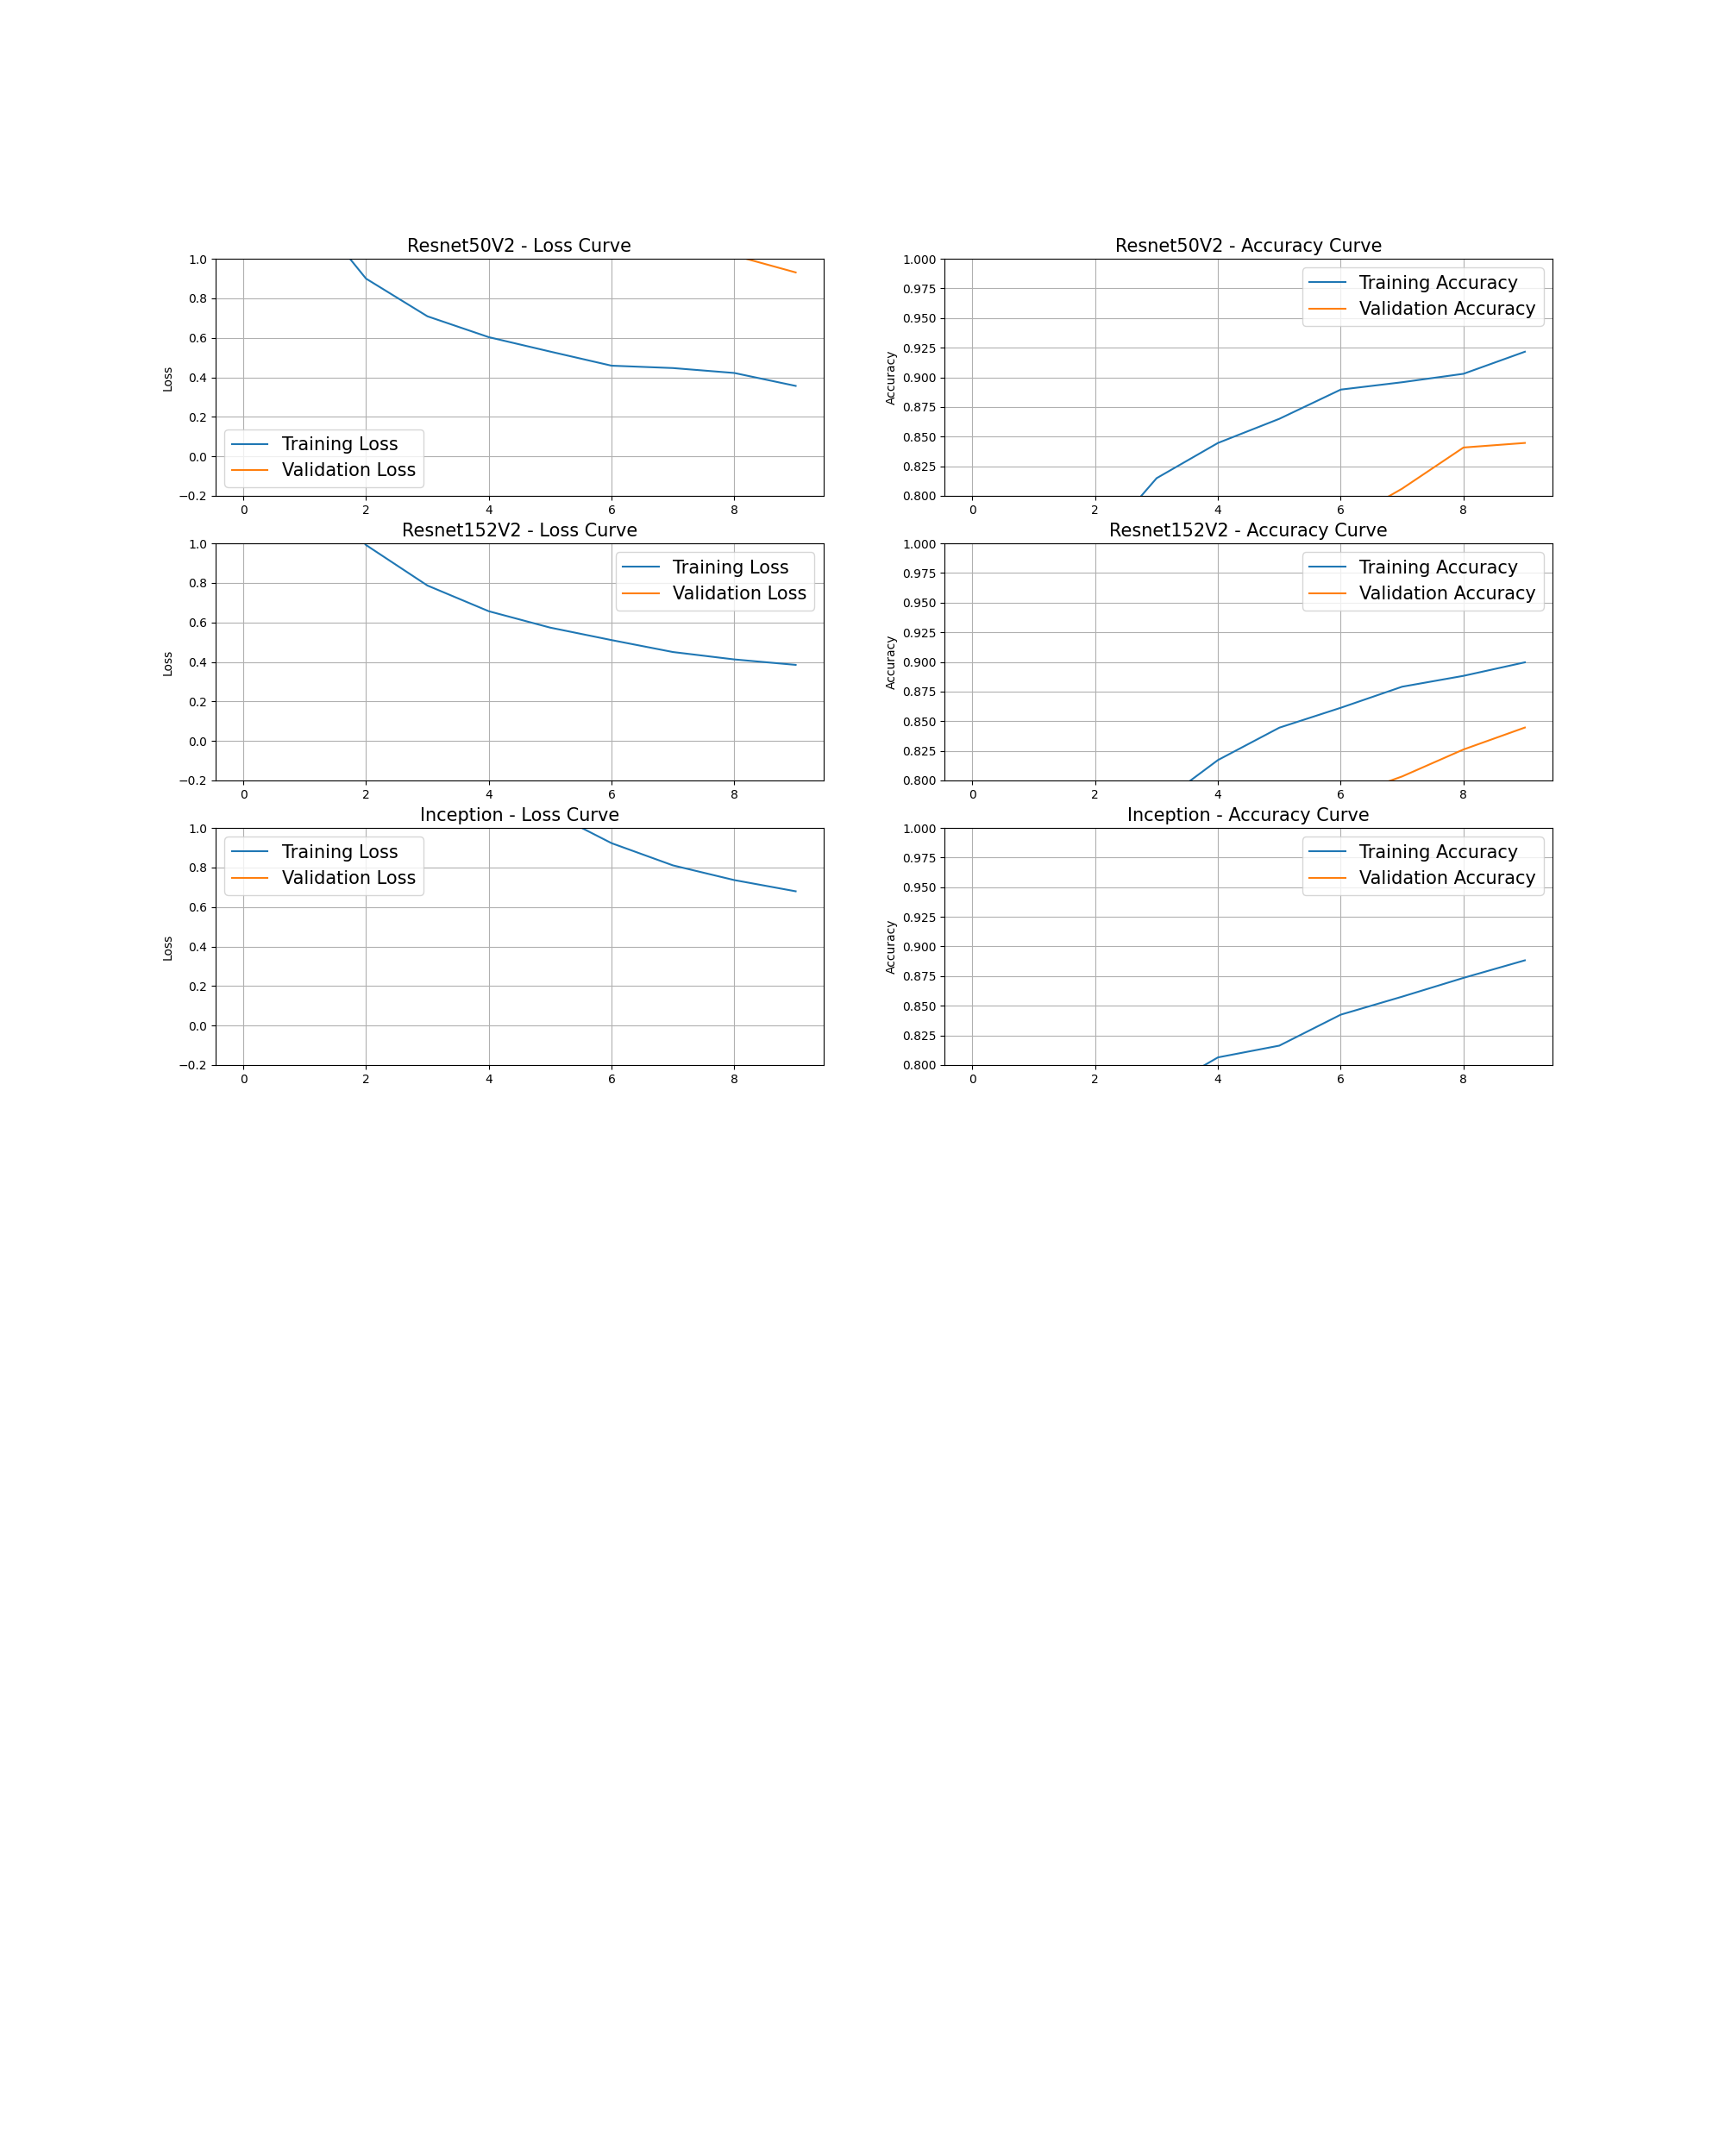 Resnet50V2 - Loss Curve
1.0
0.8
0.6
0.4
0.2
0.0
−0.2
Loss
Training Loss
Validation Loss
0 2 4 6 8
Resnet50V2 - Accuracy Curve
1.000
0.975
0.950
0.925
0.900
0.875
0.850
0.825
0.800
Accuracy
Training Accuracy
Validation Accuracy
0 2 4 6 8
Resnet152V2 - Loss Curve
1.0
0.8
0.6
0.4
0.2
0.0
−0.2
Loss
Training Loss
Validation Loss
0 2 4 6 8
Resnet152V2 - Accuracy Curve
1.000
0.975
0.950
0.925
0.900
0.875
0.850
0.825
0.800
Accuracy
Training Accuracy
Validation Accuracy
0 2 4 6 8
Inception - Loss Curve
1.0
0.8
0.6
0.4
0.2
0.0
−0.2
Loss
Training Loss
Validation Loss
0 2 4 6 8
Inception - Accuracy Curve
1.000
0.975
0.950
0.925
0.900
0.875
0.850
0.825
0.800
Accuracy
Training Accuracy
Validation Accuracy
0 2 4 6 8